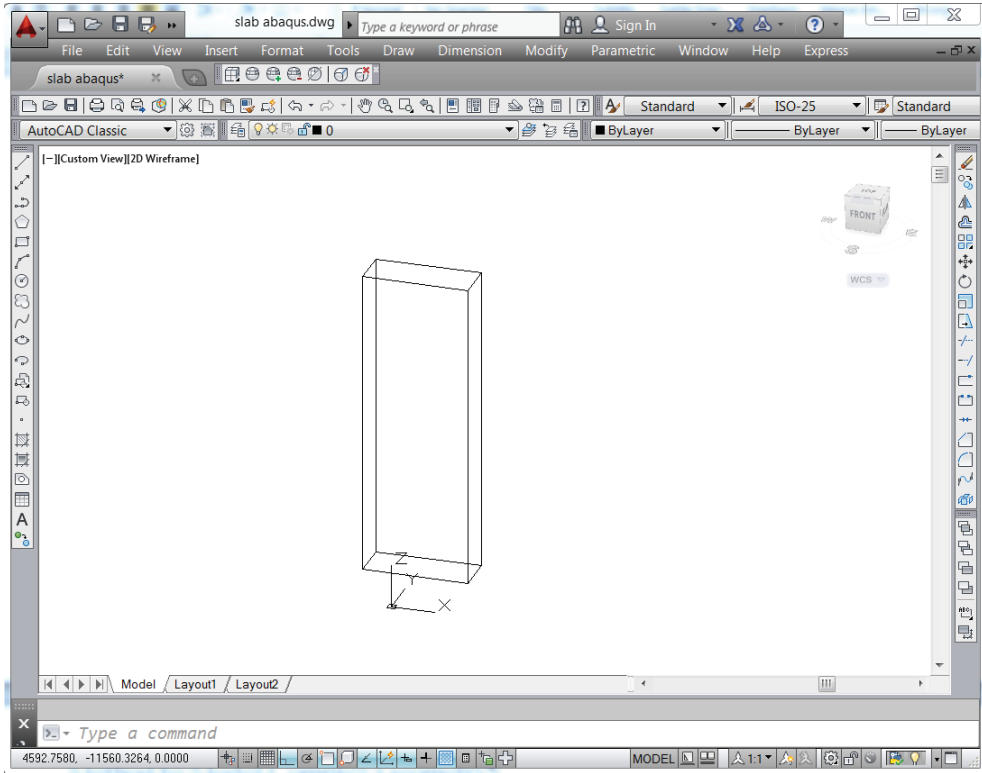 slab abaqus.dwg Type a keyword or phrase Sign In
File Edit View Insert Format Tools Draw Dimension Modify Parametric Window Help Express
slab abaqus*
Standard ISO-25 Standard
AutoCAD Classic 0 ByLayer ByLayer ByLayer
[−][Custom View][2D Wireframe]
TOP
FRONT
S
WCS
Z
Y
X
A
ABC
Model Layout1 Layout2
Type a command
4592.7580, -11560.3264, 0.0000 MODEL 1:1